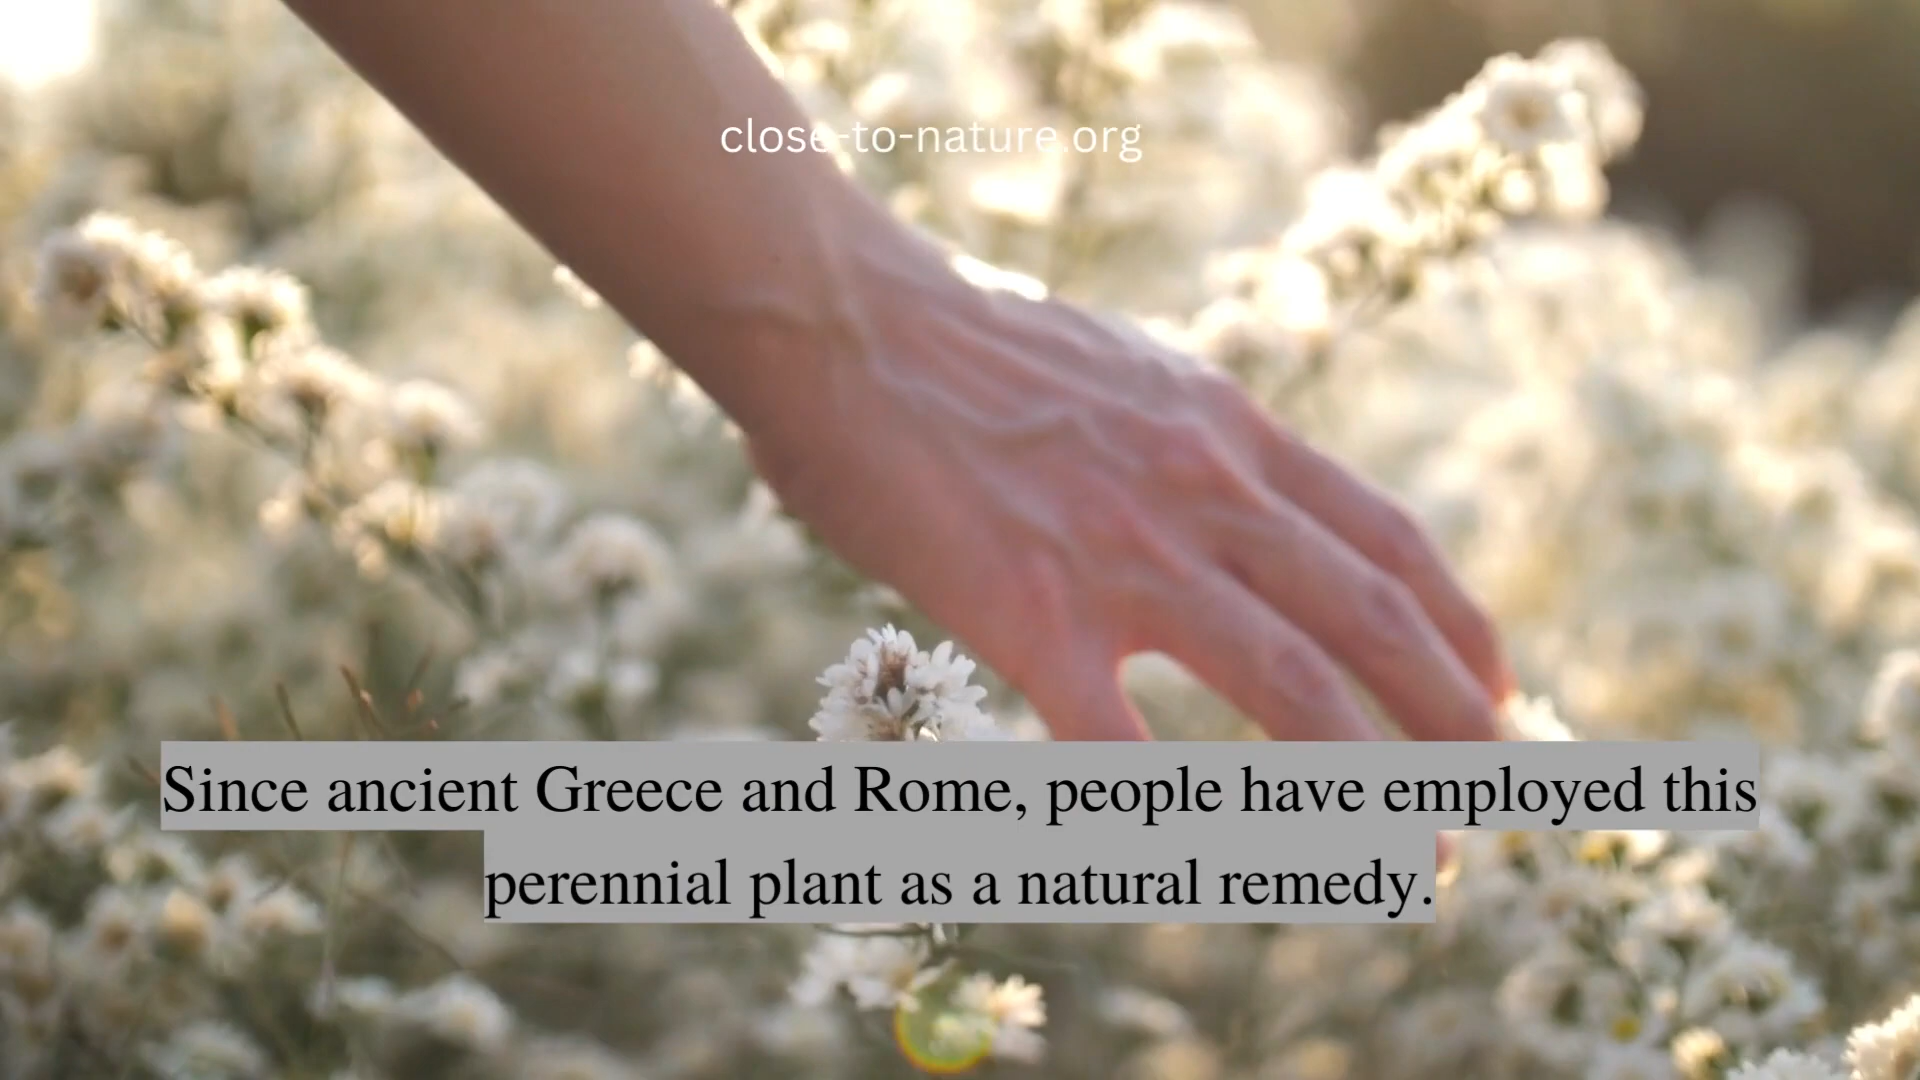 close-to-nature.org
Since ancient Greece and Rome, people have employed this
perennial plant as a natural remedy.